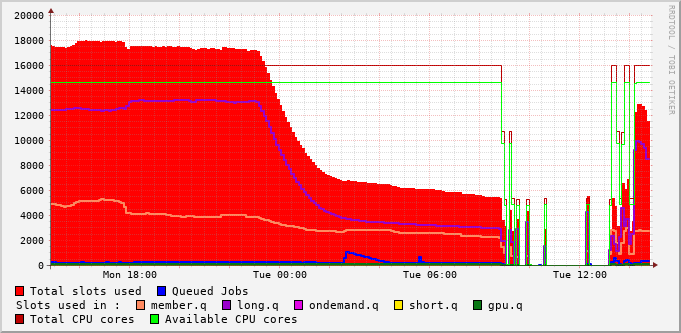 20000
18000
16000
14000
12000
10000
8000
6000
4000
2000
0
Mon 18:00 Tue 00:00 Tue 06:00 Tue 12:00
RRDTOOL / TOBI OETIKER
Total slots used Queued Jobs
Slots used in : member.q long.q ondemand.q short.q gpu.q
Total CPU cores Available CPU cores